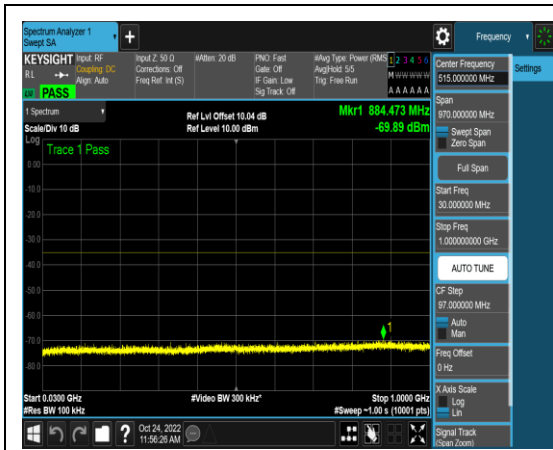 Spectrum Analyzer 1
Swept SA
Frequency
KEYSIGHT
RL
Input: RF
Coupling: DC
Align: Auto
Input Z: 50 Ω
Corrections: Off
Freq Ref: Int (S)
#Atten: 20 dB
PNO: Fast
Gate: Off
IF Gain: Low
Sig Track: Off
#Avg Type: Power (RMS
Avg|Hold: 5/5
Trig: Free Run
1 2 3 4 5 6
M W W W W W
A A A A A A
LW PASS
1 Spectrum
Scale/Div 10 dB
Ref Lvl Offset 10.04 dB
Ref Level 10.00 dBm
Mkr1 884.473 MHz
-69.89 dBm
Log
Trace 1 Pass
0.00
-10.0
-20.0
-30.0
-40.0
-50.0
-60.0
-70.0
-80.0
1
Start 0.0300 GHz
#Res BW 100 kHz
#Video BW 300 kHz*
Stop 1.0000 GHz
#Sweep ~1.00 s (10001 pts)
Oct 24, 2022
11:56:26 AM
Center Frequency
515.000000 MHz
Span
970.000000 MHz
Swept Span
Zero Span
Full Span
Start Freq
30.000000 MHz
Stop Freq
1.000000000 GHz
AUTO TUNE
CF Step
97.000000 MHz
Auto
Man
Freq Offset
0 Hz
X Axis Scale
Log
Lin
Signal Track
(Span Zoom)
Settings